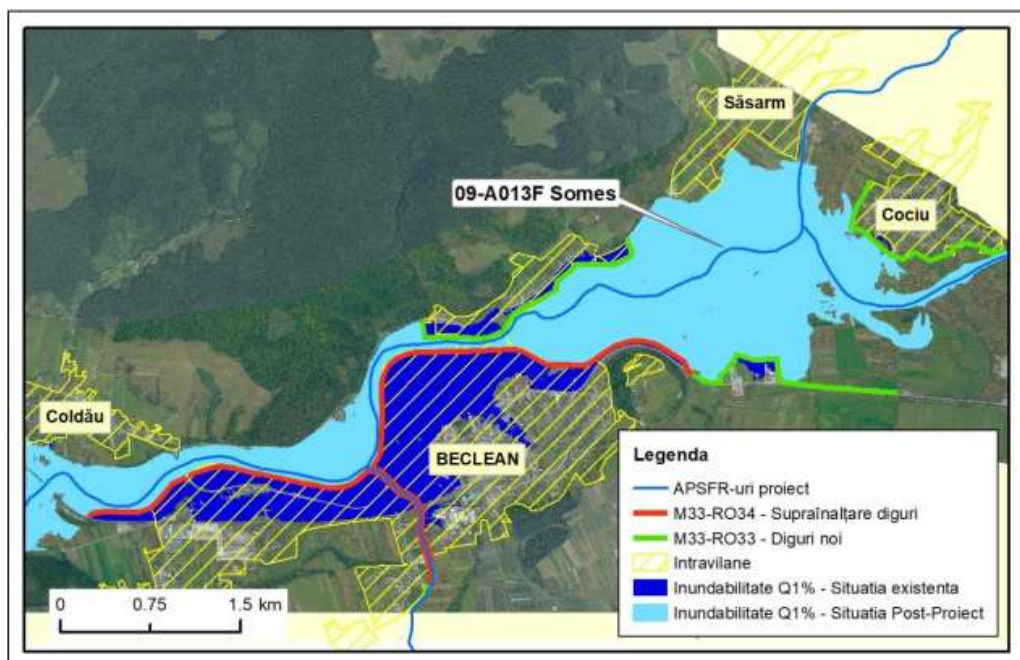 Săsarm
09-A013F Somes
Cociu
Coldău
BECLEAN
Legenda
APSFR-uri proiect
M33-RO34 - Supraînalțare diguri
M33-RO33 - Diguri noi
Intravilane
Inundabilitate Q1% - Situatia existenta
Inundabilitate Q1% - Situatia Post-Proiect
0 0.75 1.5 km